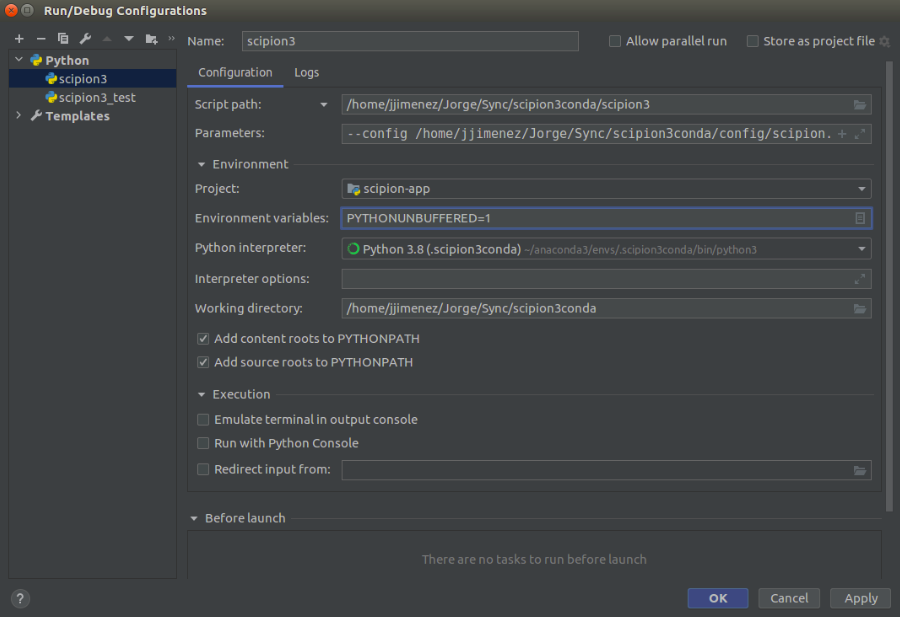 Run/Debug Configurations
Name: scipion3 Allow parallel run Store as project file
Python
scipion3
scipion3_test
Templates
Configuration Logs
Script path: /home/jjimenez/Jorge/Sync/scipion3conda/scipion3
Parameters: --config /home/jjimenez/Jorge/Sync/scipion3conda/config/scipion.
Environment
Project: scipion-app
Environment variables: PYTHONUNBUFFERED=1
Python interpreter: Python 3.8 (.scipion3conda) ~/anaconda3/envs/.scipion3conda/bin/python3
Interpreter options:
Working directory: /home/jjimenez/Jorge/Sync/scipion3conda
Add content roots to PYTHONPATH
Add source roots to PYTHONPATH
Execution
Emulate terminal in output console
Run with Python Console
Redirect input from:
Before launch
There are no tasks to run before launch
? OK Cancel Apply